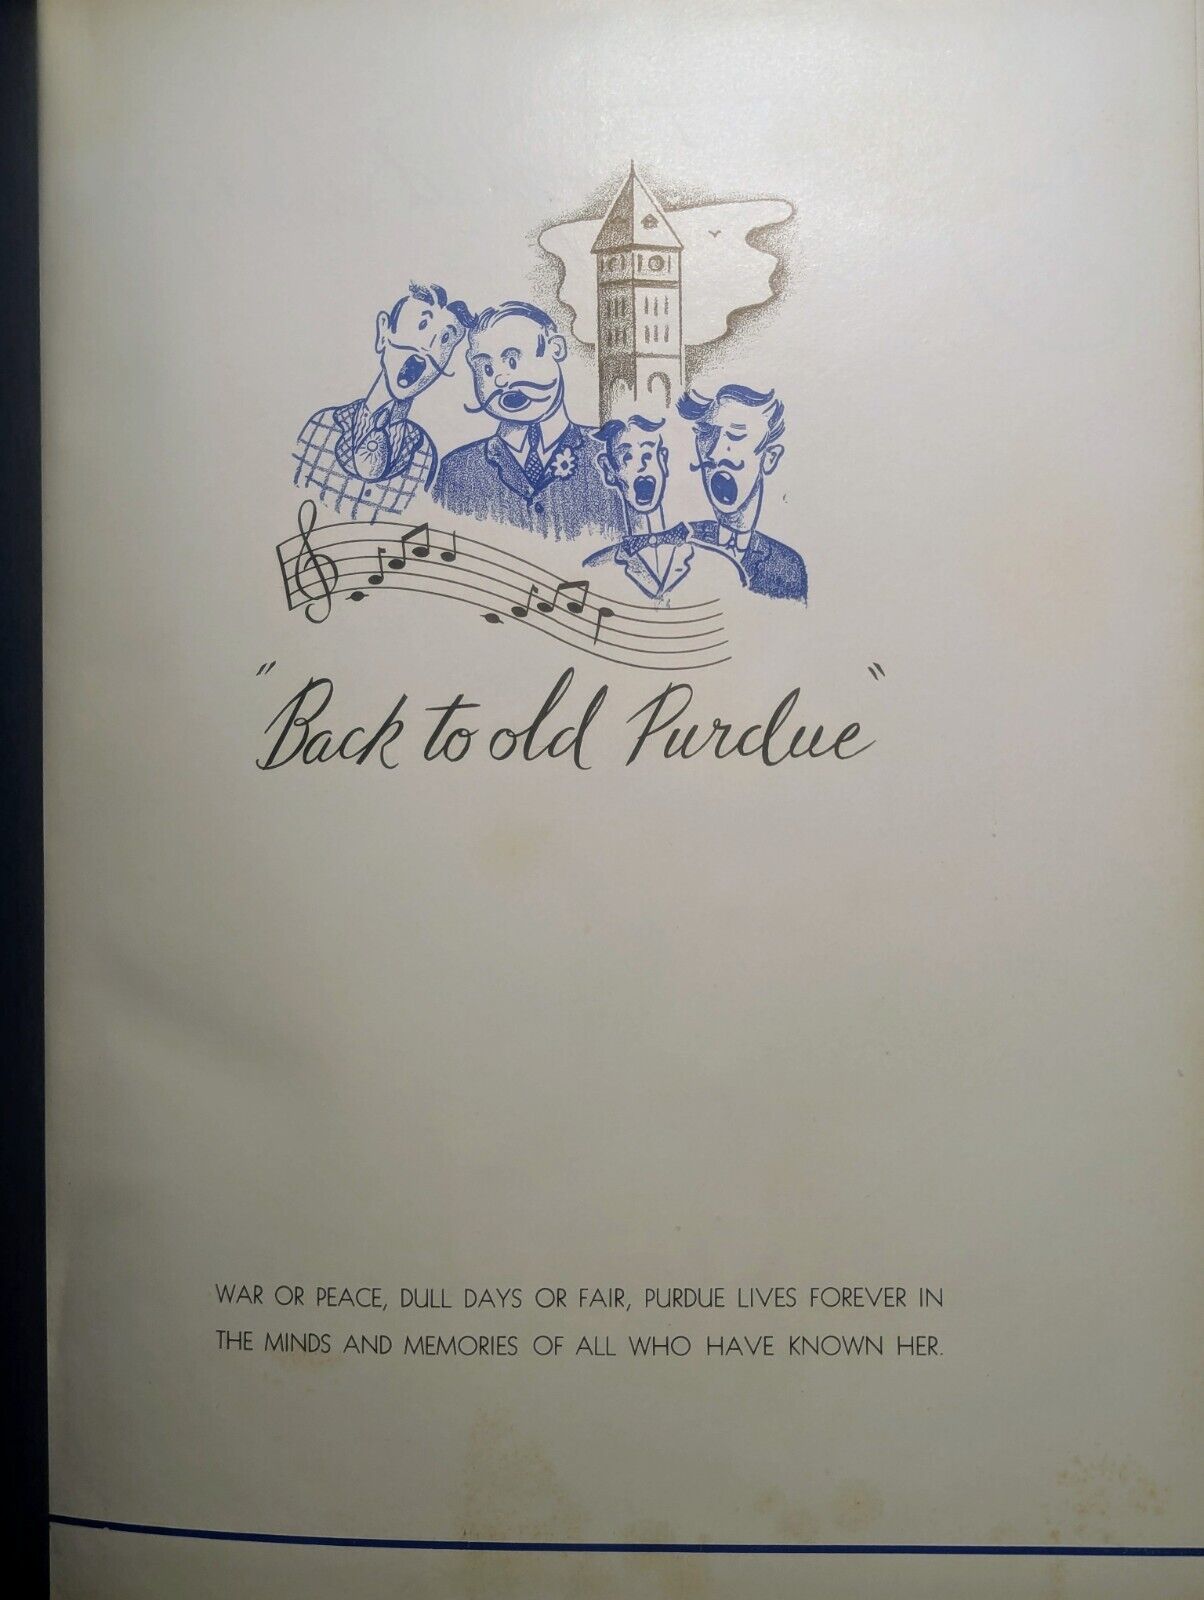 "Back to old Purdue"
WAR OR PEACE, DULL DAYS OR FAIR, PURDUE LIVES FOREVER IN
THE MINDS AND MEMORIES OF ALL WHO HAVE KNOWN HER.